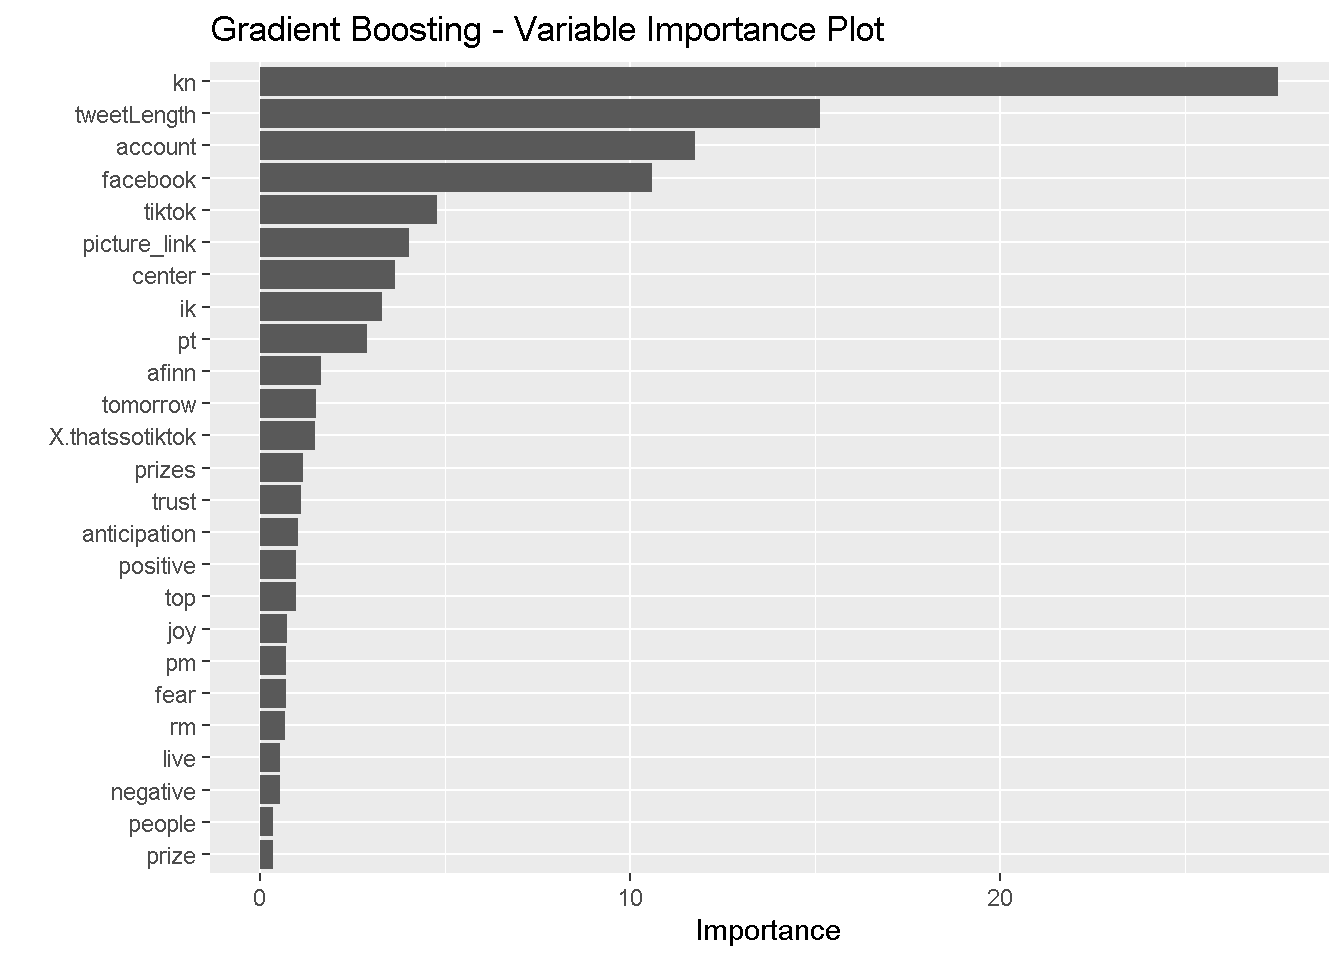 Gradient Boosting - Variable Importance Plot
kn
tweetLength
account
facebook
tiktok
picture_link
center
ik
pt
afinn
tomorrow
X.thatssotiktok
prizes
trust
anticipation
positive
top
joy
pm
fear
rm
live
negative
people
prize
0 10 20
Importance